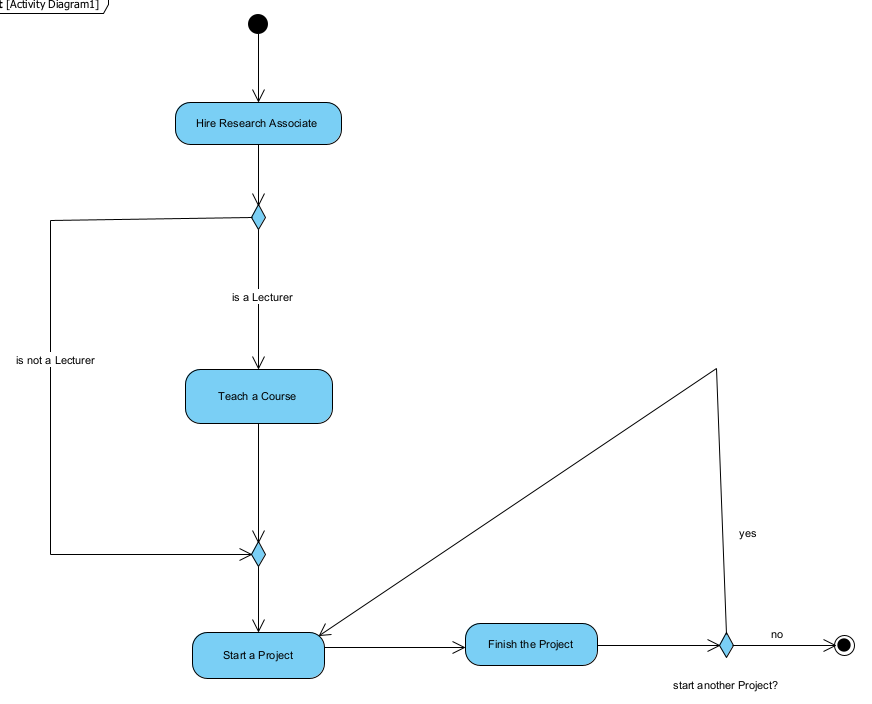 [Activity Diagram1]
Hire Research Associate
is a Lecturer
is not a Lecturer
Teach a Course
yes
no
Finish the Project
Start a Project
start another Project?